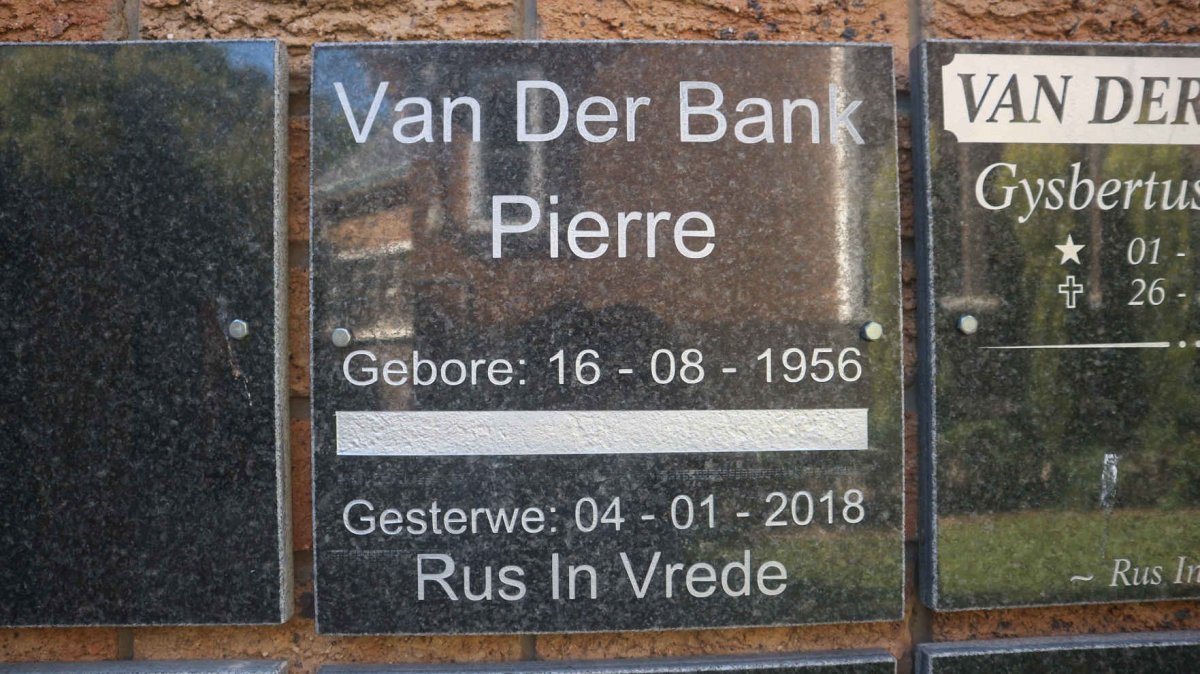 Van Der Bank
Pierre
Gebore: 16 - 08 - 1956
Gesterwe: 04 - 01 - 2018
Rus In Vrede
VAN DER
Gysbertus
01 -
26 -
~ Rus In